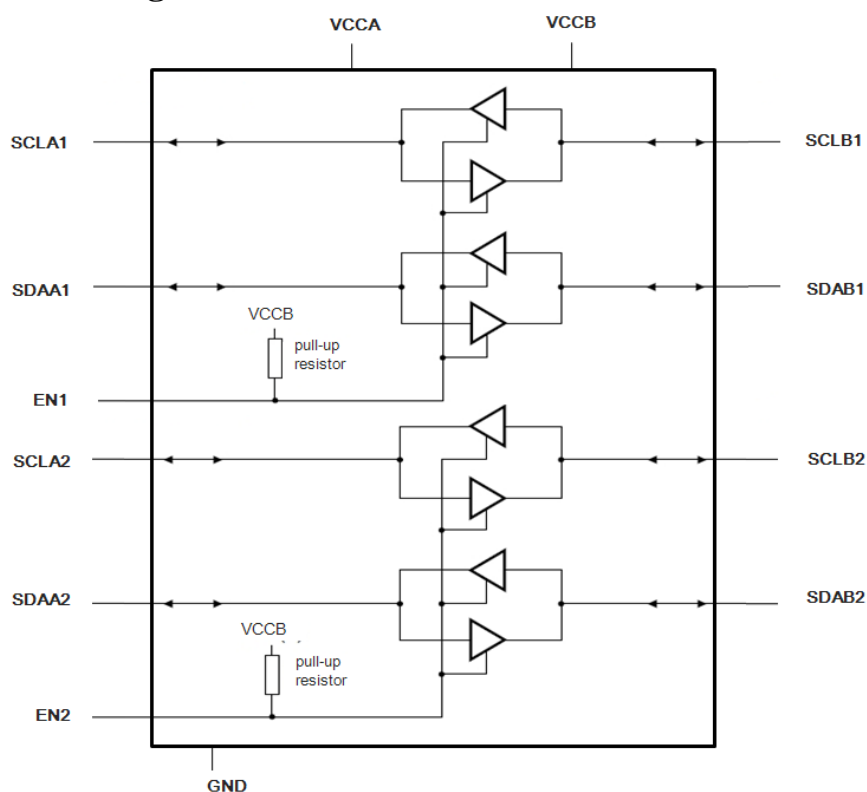 VCCA
VCCB
SCLA1
SCLB1
SDAA1
SDAB1
VCCB
pull-up
resistor
EN1
SCLA2
SCLB2
SDAA2
SDAB2
VCCB
pull-up
resistor
EN2
GND